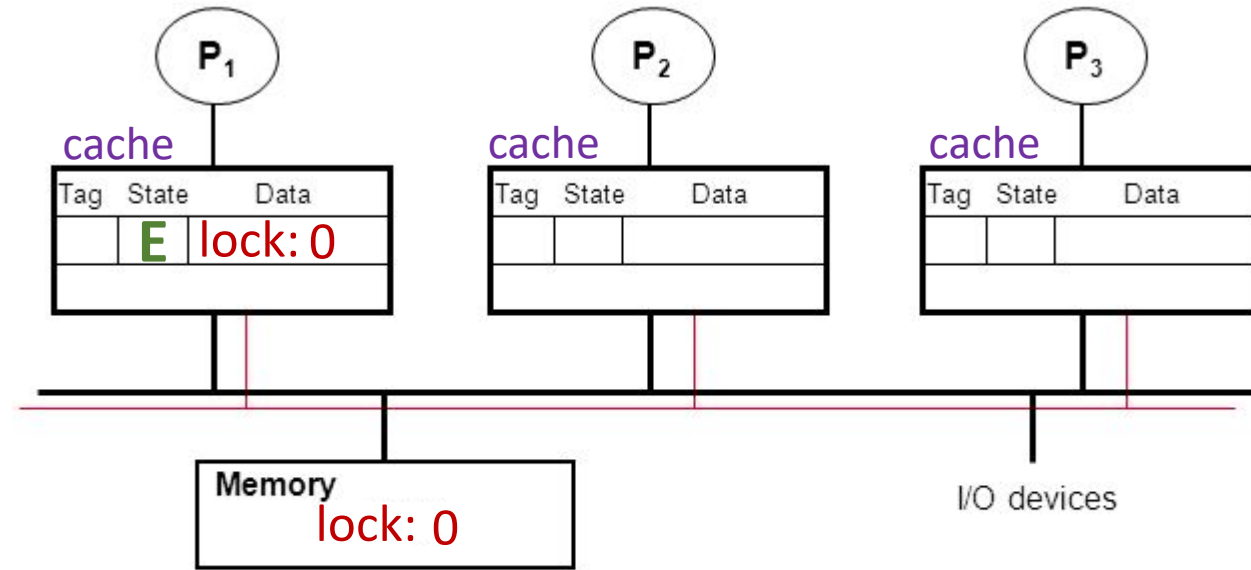 P1 P2 P3
cache cache cache
Tag State Data Tag State Data Tag State Data
E lock: 0
Memory
lock: 0
I/O devices